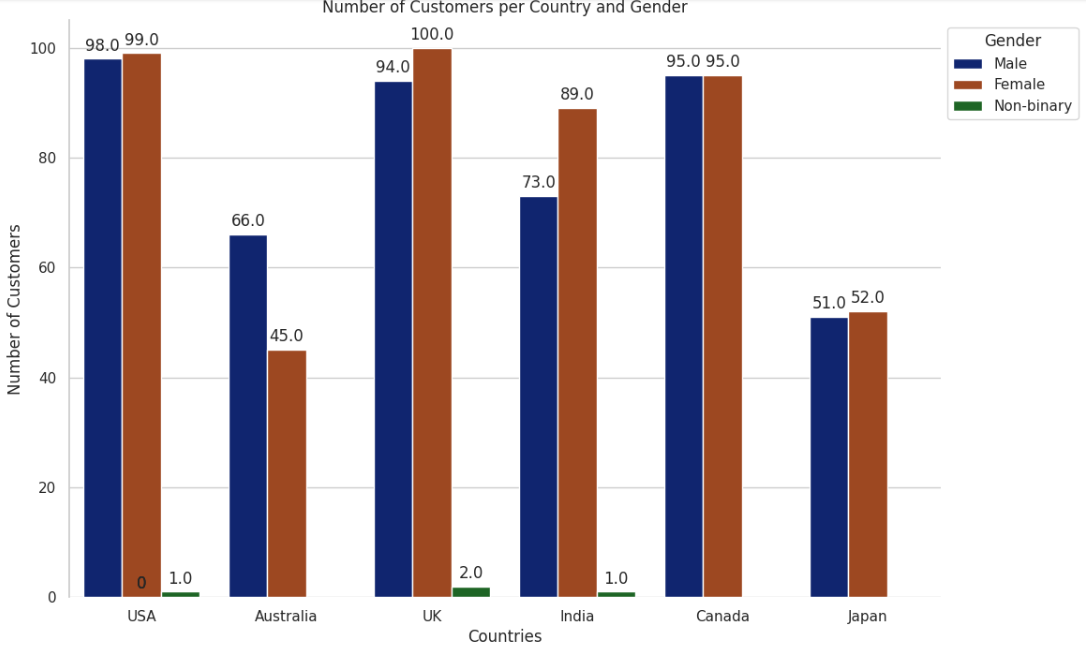 Number of Customers per Country and Gender
Gender
Male
Female
Non-binary
Number of Customers
100
80
60
40
20
0
98.0 99.0
0 1.0
66.0
45.0
94.0
100.0
2.0
73.0
89.0
1.0
95.0 95.0
51.0 52.0
USA Australia UK India Canada Japan
Countries